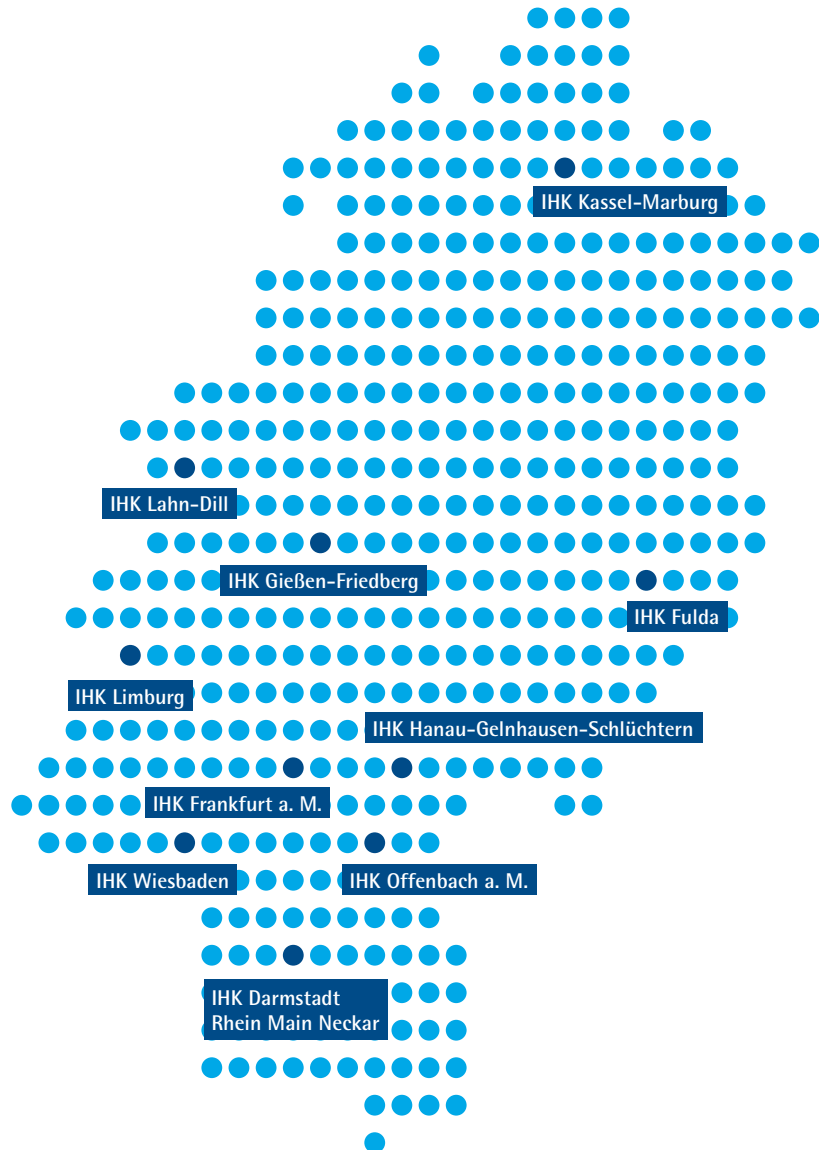 IHK Kassel-Marburg
IHK Lahn-Dill
IHK Gießen-Friedberg
IHK Fulda
IHK Limburg
IHK Hanau-Gelnhausen-Schlüchtern
IHK Frankfurt a. M.
IHK Wiesbaden
IHK Offenbach a. M.
IHK Darmstadt
Rhein Main Neckar